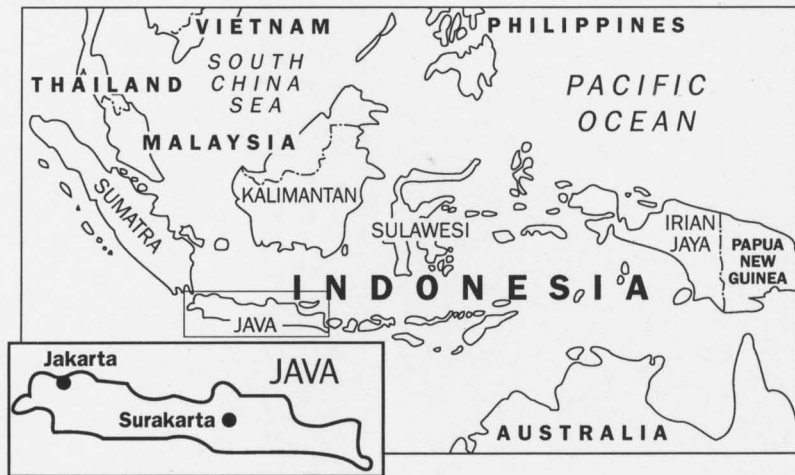 VIETNAM
PHILIPPINES
SOUTH
CHINA
SEA
THAILAND
PACIFIC
OCEAN
MALAYSIA
SUMATRA
KALIMANTAN
SULAWESI
IRIAN
JAYA
PAPUA
NEW
GUINEA
INDONESIA
JAVA
Jakarta
JAVA
Surakarta
AUSTRALIA